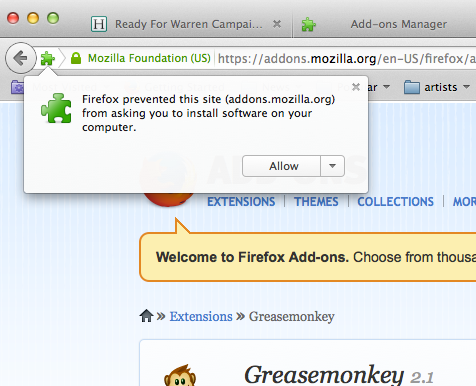 Ready For Warren Campai...
Add-ons Manager
Mozilla Foundation (US)
https://addons.mozilla.org/en-US/firefox/a
Firefox prevented this site (addons.mozilla.org)
from asking you to install software on your
computer.
Allow
ar
artists
EXTENSIONS
THEMES
COLLECTIONS
MOR
Welcome to Firefox Add-ons. Choose from thousa
Extensions » Greasemonkey
Greasemonkey 2.1